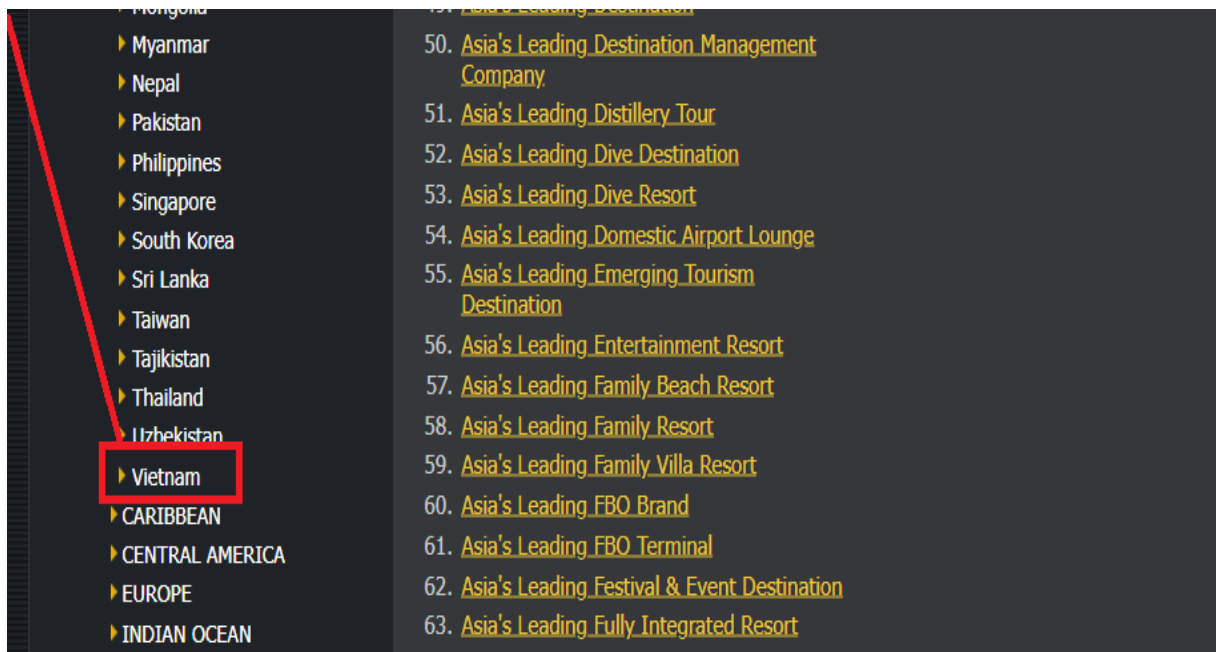 Mongolia
Myanmar
Nepal
Pakistan
Philippines
Singapore
South Korea
Sri Lanka
Taiwan
Tajikistan
Thailand
Uzbekistan
Vietnam
CARIBBEAN
CENTRAL AMERICA
EUROPE
INDIAN OCEAN
49. Asia's Leading Destination
50. Asia's Leading Destination Management
Company
51. Asia's Leading Distillery Tour
52. Asia's Leading Dive Destination
53. Asia's Leading Dive Resort
54. Asia's Leading Domestic Airport Lounge
55. Asia's Leading Emerging Tourism
Destination
56. Asia's Leading Entertainment Resort
57. Asia's Leading Family Beach Resort
58. Asia's Leading Family Resort
59. Asia's Leading Family Villa Resort
60. Asia's Leading FBO Brand
61. Asia's Leading FBO Terminal
62. Asia's Leading Festival & Event Destination
63. Asia's Leading Fully Integrated Resort